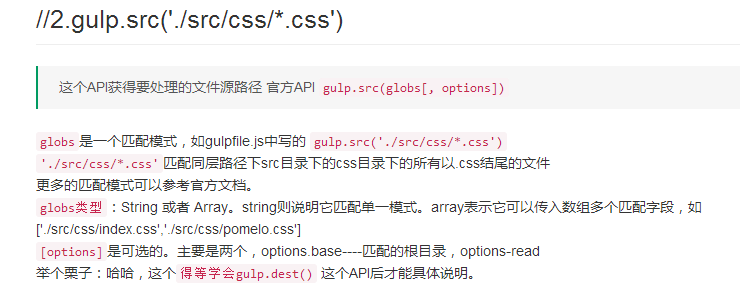 //2.gulp.src('./src/css/*.css')
这个API获得要处理的文件源路径 官方API gulp.src(globs[, options])
globs是一个匹配模式，如gulpfile.js中写的 gulp.src('./src/css/*.css')
'./src/css/*.css' 匹配同层路径下src目录下的css目录下的所有以.css结尾的文件
更多的匹配模式可以参考官方文档。
globs类型：String 或者 Array。string则说明它匹配单一模式。array表示它可以传入数组多个匹配字段，如
['./src/css/index.css','./src/css/pomelo.css']
[options]是可选的。主要是两个，options.base----匹配的根目录，options-read
举个栗子：哈哈，这个 得等学会gulp.dest() 这个API后才能具体说明。